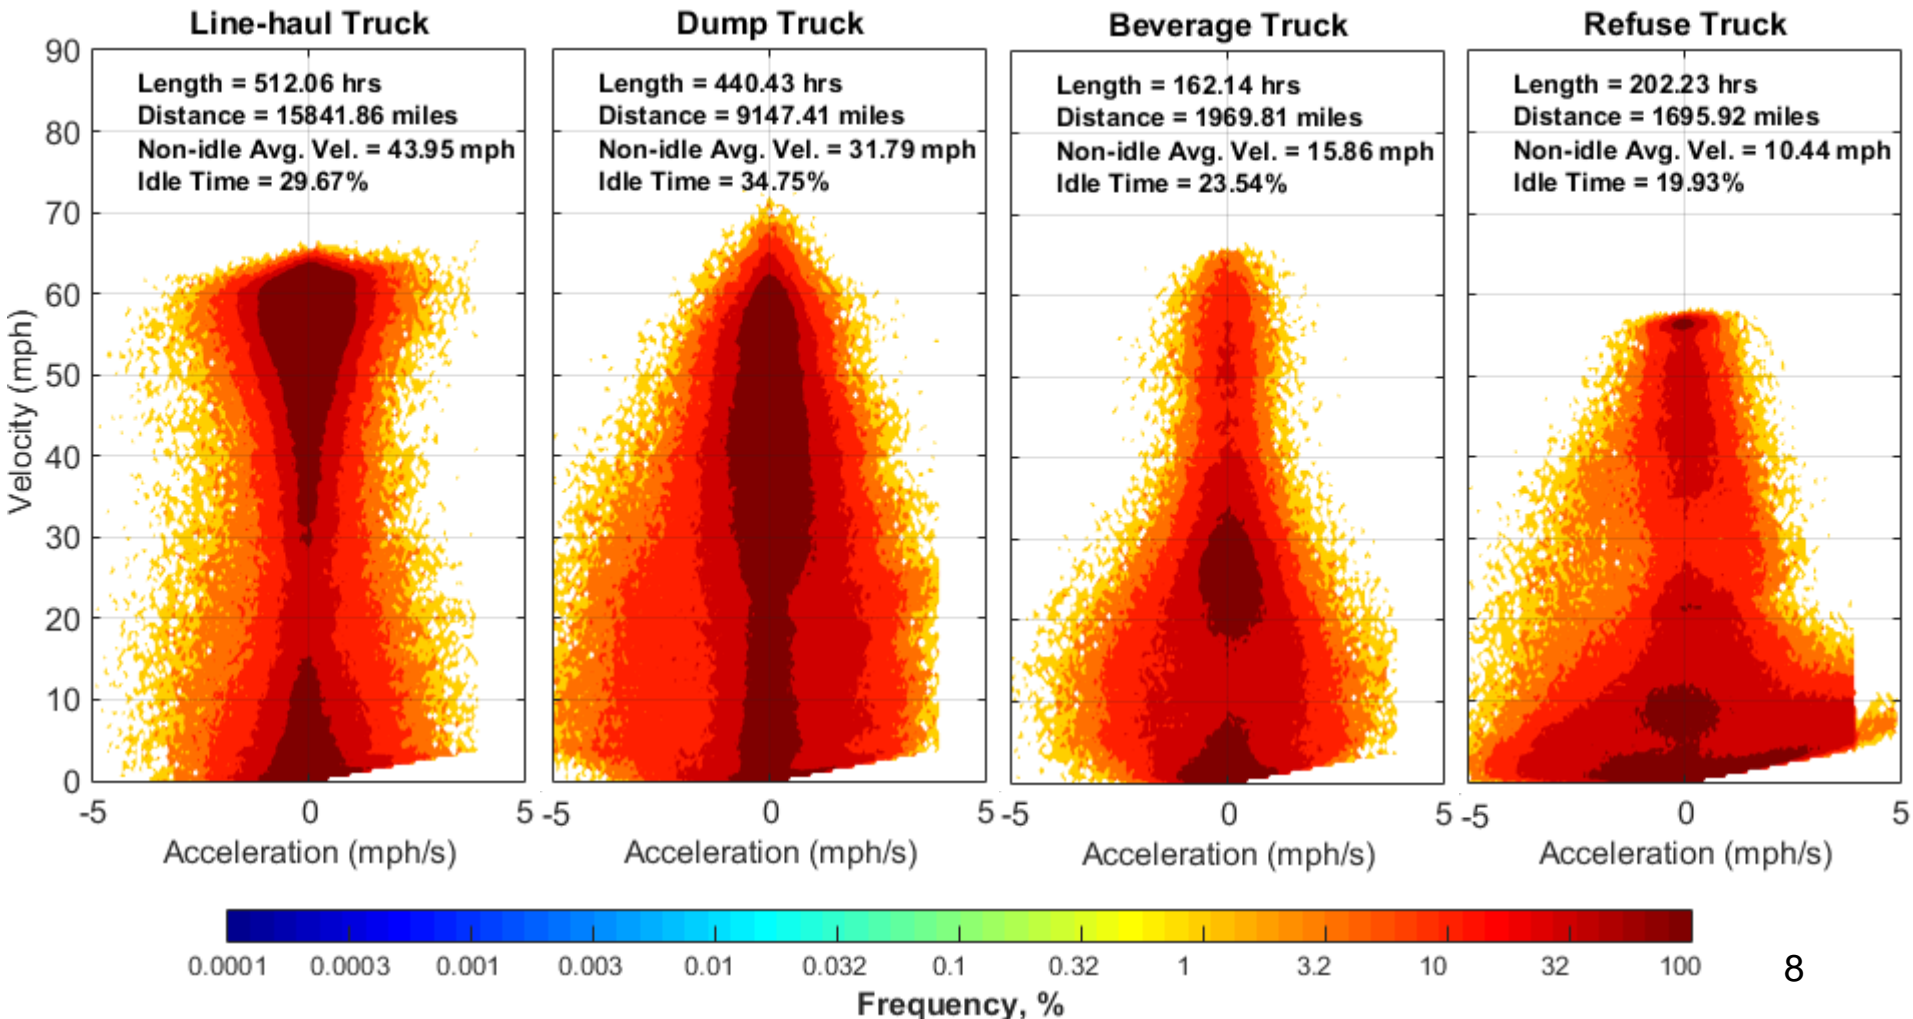 Line-haul Truck
Dump Truck
Beverage Truck
Refuse Truck
Length = 512.06 hrs
Distance = 15841.86 miles
Non-idle Avg. Vel. = 43.95 mph
Idle Time = 29.67%
Length = 440.43 hrs
Distance = 9147.41 miles
Non-idle Avg. Vel. = 31.79 mph
Idle Time = 34.75%
Length = 162.14 hrs
Distance = 1969.81 miles
Non-idle Avg. Vel. = 15.86 mph
Idle Time = 23.54%
Length = 202.23 hrs
Distance = 1695.92 miles
Non-idle Avg. Vel. = 10.44 mph
Idle Time = 19.93%
Velocity (mph)
90
80
70
60
50
40
30
20
10
0
-5 0 5
-5 0 5
-5 0 5
-5 0 5
Acceleration (mph/s)
Acceleration (mph/s)
Acceleration (mph/s)
Acceleration (mph/s)
0.0001 0.0003 0.001 0.003 0.01 0.032 0.1 0.32 1 3.2 10 32 100
Frequency, %
8